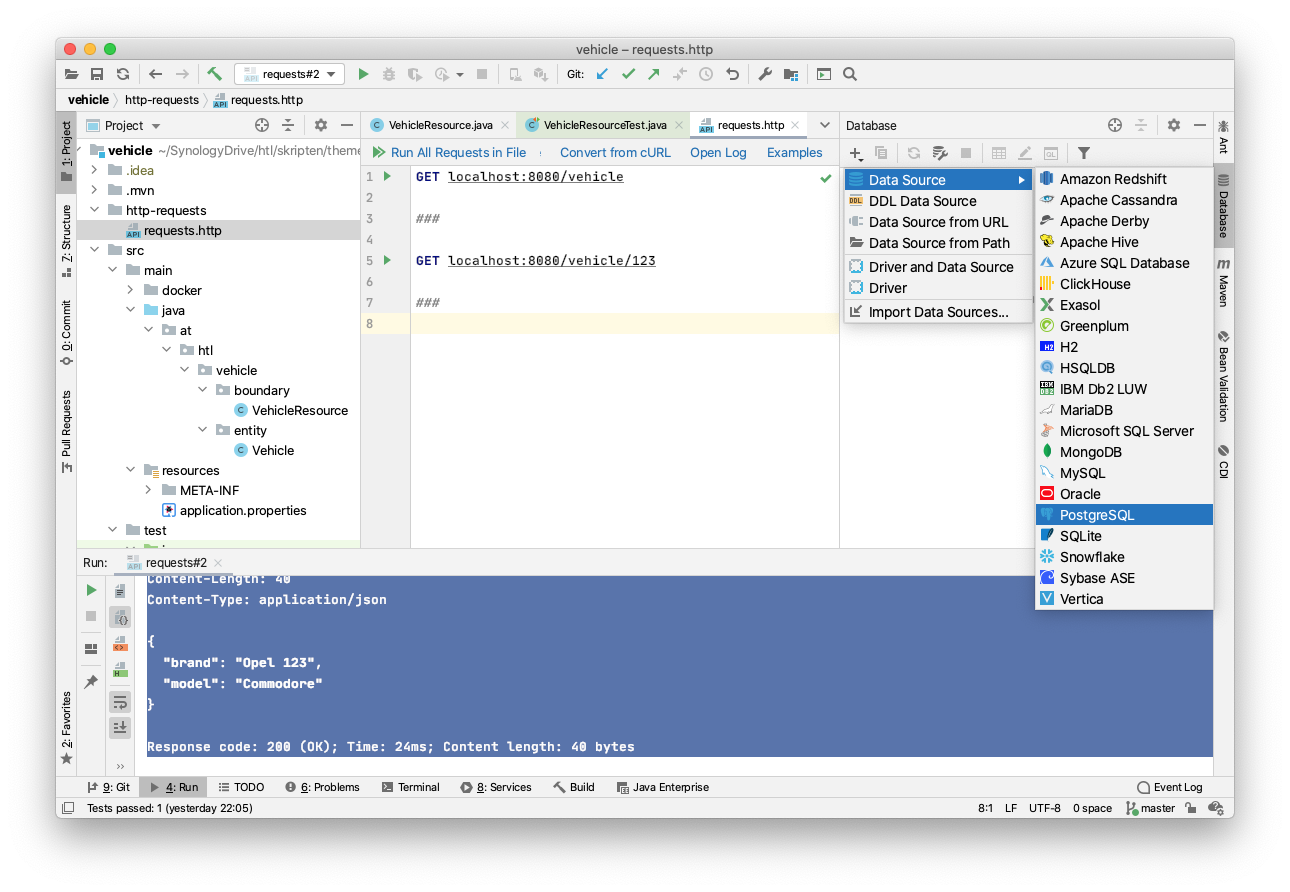 vehicle – requests.http
requests#2
Git:
vehicle
http-requests
requests.http
1: Project
Z: Structure
0: Commit
Pull Requests
2: Favorites
Project
vehicle ~/SynologyDrive/htl/skripten/theme
.idea
.mvn
http-requests
requests.http
src
main
docker
java
at
htl
vehicle
boundary
VehicleResource
entity
Vehicle
resources
META-INF
application.properties
test
VehicleResource.java
VehicleResourceTest.java
requests.http
Run All Requests in File
Convert from cURL
Open Log
Examples
1 GET localhost:8080/vehicle
2
3 ###
4
5 GET localhost:8080/vehicle/123
6
7 ###
8
Database
Data Source
DDL Data Source
Data Source from URL
Data Source from Path
Driver and Data Source
Driver
Import Data Sources...
Amazon Redshift
Apache Cassandra
Apache Derby
Apache Hive
Azure SQL Database
ClickHouse
Exasol
Greenplum
H2
HSQLDB
IBM Db2 LUW
MariaDB
Microsoft SQL Server
MongoDB
MySQL
Oracle
PostgreSQL
SQLite
Snowflake
Sybase ASE
Vertica
Ant
Database
Maven
Bean Validation
CDI
Run:
requests#2
Content-Length: 40
Content-Type: application/json
{
"brand": "Opel 123",
"model": "Commodore"
}
Response code: 200 (OK); Time: 24ms; Content length: 40 bytes
9: Git
4: Run
TODO
6: Problems
Terminal
8: Services
Build
Java Enterprise
Event Log
Tests passed: 1 (yesterday 22:05)
8:1 LF UTF-8 0 space master